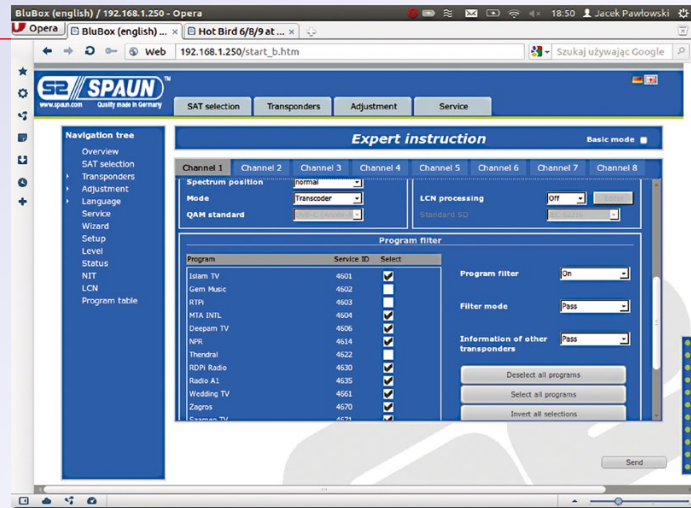 BluBox (english) / 192.168.1.250 - Opera
18:50 Jacek Pawłowski
Opera
BluBox (english) ... ×
Hot Bird 6/8/9 at ... ×
Web
192.168.1.250/start_b.htm
Szukaj używając Google
SPAUN™
www.spaun.com Quality made in Germany
SAT selection
Transponders
Adjustment
Service
Navigation tree
Overview
SAT selection
Transponders
Adjustment
Language
Service
Wizard
Setup
Level
Status
NIT
LCN
Program table
Expert instruction
Basic mode
Channel 1 Channel 2 Channel 3 Channel 4 Channel 5 Channel 6 Channel 7 Channel 8
Spectrum position normal
Mode Transcoder
QAM standard
LCN processing Off
Standard SD
Program filter
Program Service ID Select
Islam TV 4601
Gem Music 4602
RTPi 4603
MTA INTL 4604
Deepam TV 4606
NPR 4614
Thendral 4622
RDPi Radio 4630
Radio A1 4635
Wedding TV 4661
Zagros 4670
Saaman TV 4671
Program filter On
Filter mode Pass
Information of other Pass
transponders
Deselect all programs
Select all programs
Invert all selections
Send